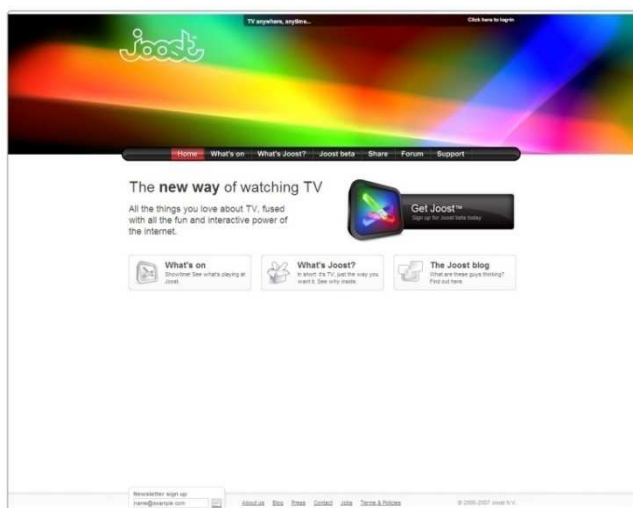 TV anywhere, anytime...
Click here to log-in
Joost
Home What's on What's Joost? Joost beta Share Forum Support
The new way of watching TV
All the things you love about TV, fused
with all the fun and interactive power of
the internet.
Get Joost™
Sign up for Joost beta today
What's on
Showtime! See what's playing at
Joost.
What's Joost?
In short: it's TV, just the way you
want it. See why inside.
The Joost blog
What are these guys thinking?
Find out here.
Newsletter sign up
name@example.com
About us Blog Press Contact Jobs Terms & Policies
© 2006-2007 Joost N.V.